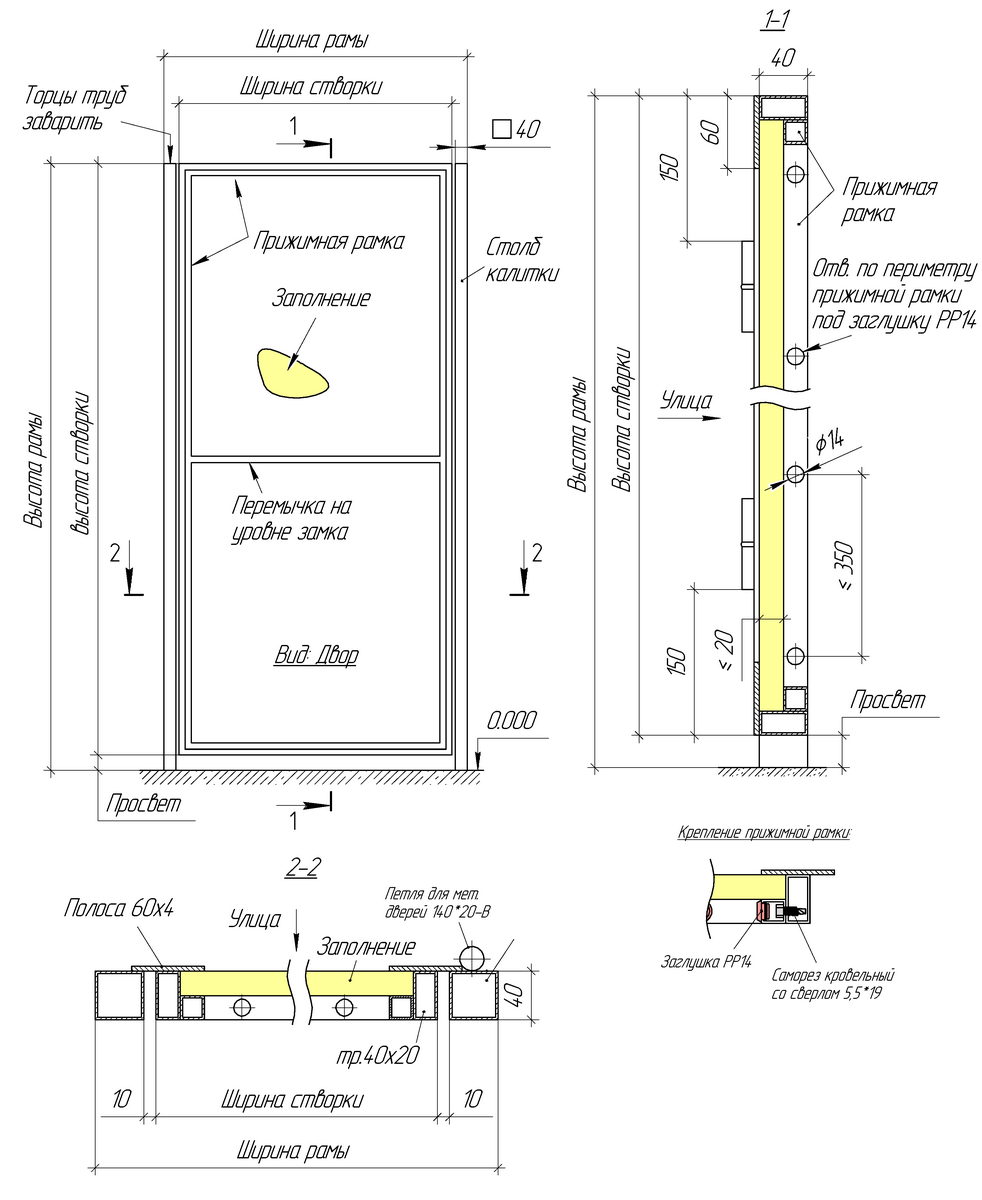 Ширина рамы
Ширина створки
Торцы труб
заварить
1
□ 40
Прижимная рамка
Столб
калитки
Заполнение
Высота рамы
высота створки
Перемычка на
уровне замка
2
2
Вид: Двор
0.000
Просвет
1
1-1
40
60
150
Прижимная
рамка
Отв. по периметру
прижимной рамки
под заглушку РР14
Высота рамы
Высота створки
Улица
ϕ14
≤ 350
≤ 20
150
Просвет
Крепление прижимной рамки:
Заглушка РР14
Саморез кровельный
со сверлом 5,5*19
2-2
Полоса 60х4
Улица
Петля для мет.
дверей 140*20-В
Заполнение
40
тр.40х20
10
Ширина створки
10
Ширина рамы